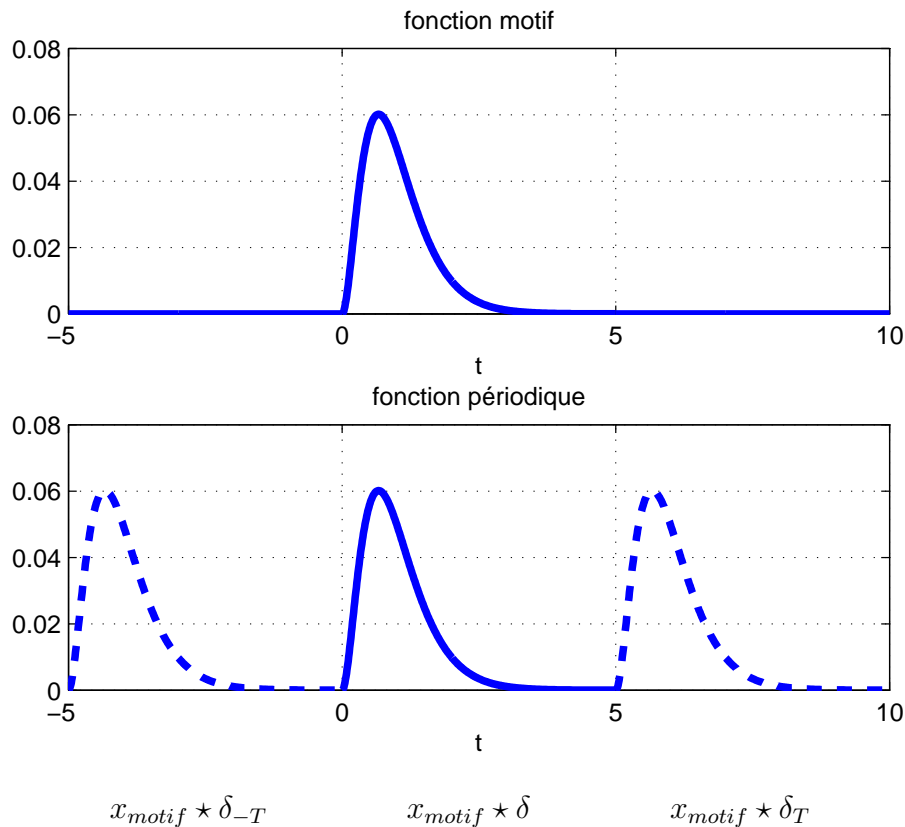 fonction motif
0.08
0.06
0.04
0.02
0
−5 0 5 10
t
fonction périodique
0.08
0.06
0.04
0.02
0
−5 0 5 10
t
x_{motif} ⋆ δ_{−T} x_{motif} ⋆ δ x_{motif} ⋆ δ_T